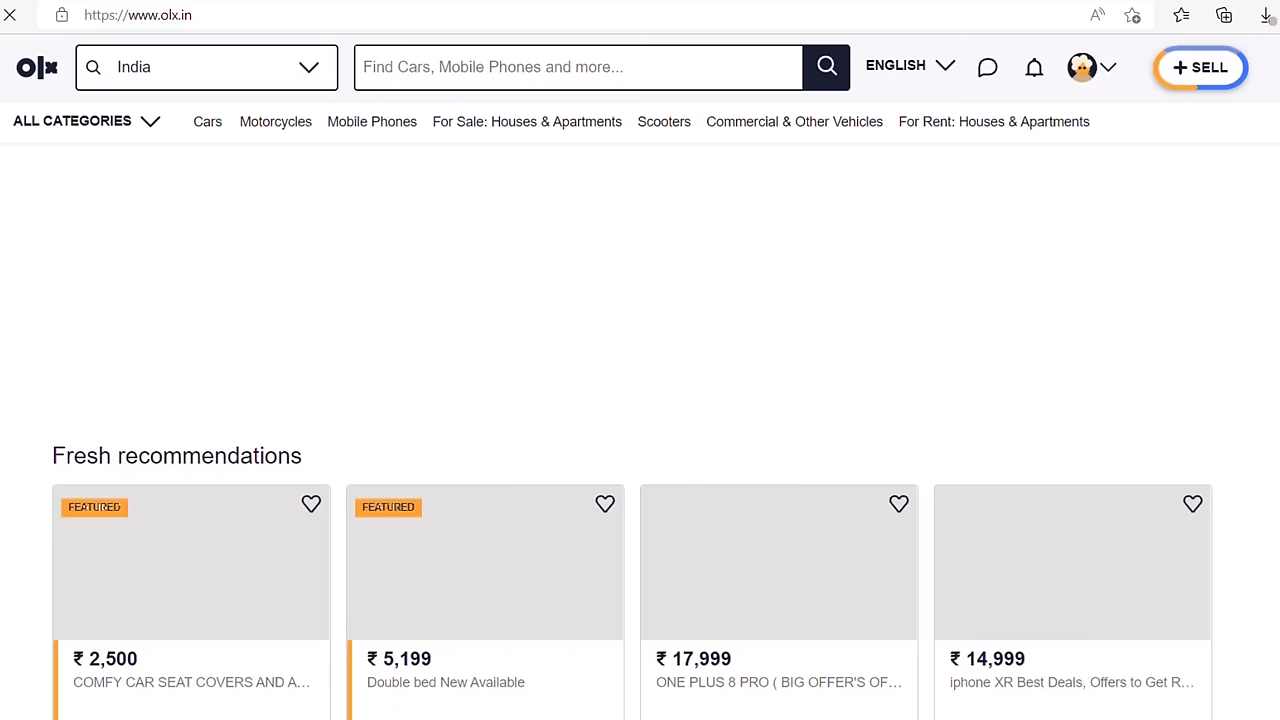 https://www.olx.in
olx India Find Cars, Mobile Phones and more... ENGLISH + SELL
ALL CATEGORIES Cars Motorcycles Mobile Phones For Sale: Houses & Apartments Scooters Commercial & Other Vehicles For Rent: Houses & Apartments
Fresh recommendations
FEATURED FEATURED
₹ 2,500 ₹ 5,199 ₹ 17,999 ₹ 14,999
COMFY CAR SEAT COVERS AND A... Double bed New Available ONE PLUS 8 PRO ( BIG OFFER'S OF... iphone XR Best Deals, Offers to Get R...